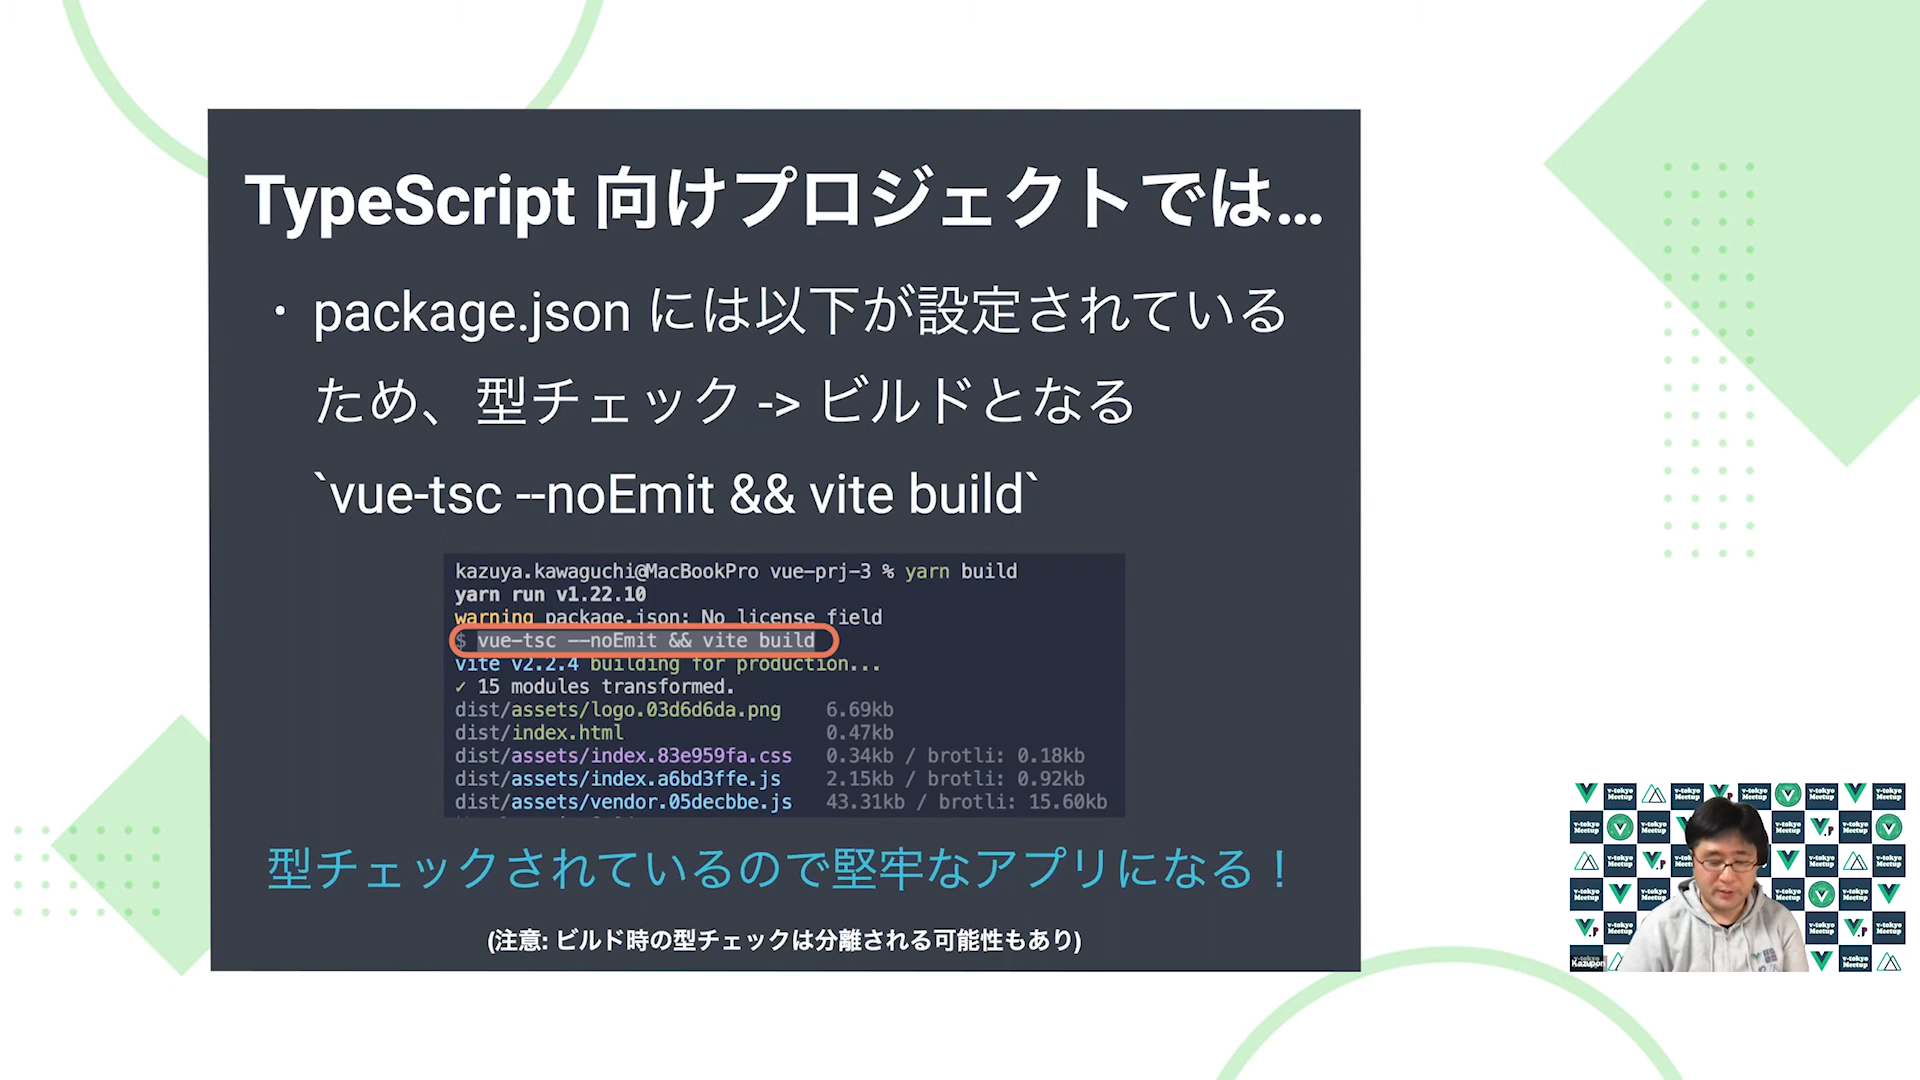 TypeScript 向けプロジェクトでは...
・package.json には以下が設定されている
ため、型チェック -> ビルドとなる
`vue-tsc --noEmit && vite build`
kazuya.kawaguchi@MacBookPro vue-prj-3 % yarn build
yarn run v1.22.10
warning package.json: No license field
$ vue-tsc --noEmit && vite build
vite v2.2.4 building for production...
✓ 15 modules transformed.
dist/assets/logo.03d6d6da.png 6.69kb
dist/index.html 0.47kb
dist/assets/index.83e959fa.css 0.34kb / brotli: 0.18kb
dist/assets/index.a6bd3ffe.js 2.15kb / brotli: 0.92kb
dist/assets/vendor.05decbbe.js 43.31kb / brotli: 15.60kb
型チェックされているので堅牢なアプリになる！
(注意: ビルド時の型チェックは分離される可能性もあり)
v-tokyo Meetup
Kazupon